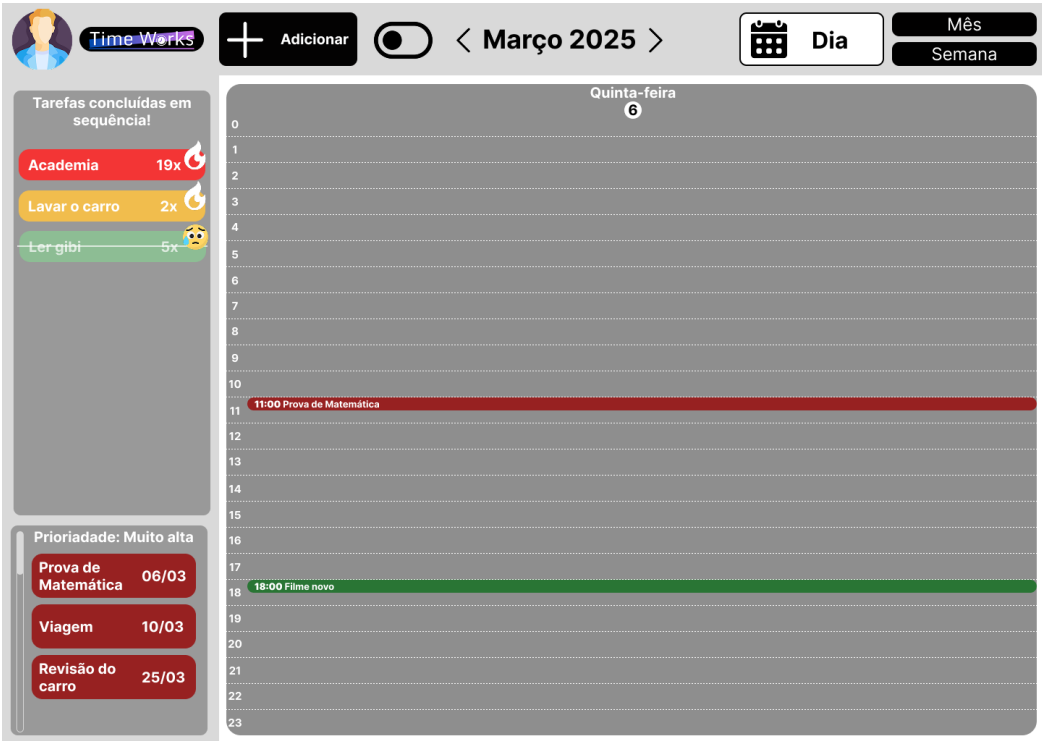 Time Works
Adicionar
Março 2025
Dia
Mês
Semana
Tarefas concluídas em
sequência!
Academia 19x
Lavar o carro 2x
Ler gibi 5x
Prioriadade: Muito alta
Prova de
Matemática 06/03
Viagem 10/03
Revisão do
carro 25/03
Quinta-feira
6
0
1
2
3
4
5
6
7
8
9
10
11 11:00 Prova de Matemática
12
13
14
15
16
17
18 18:00 Filme novo
19
20
21
22
23